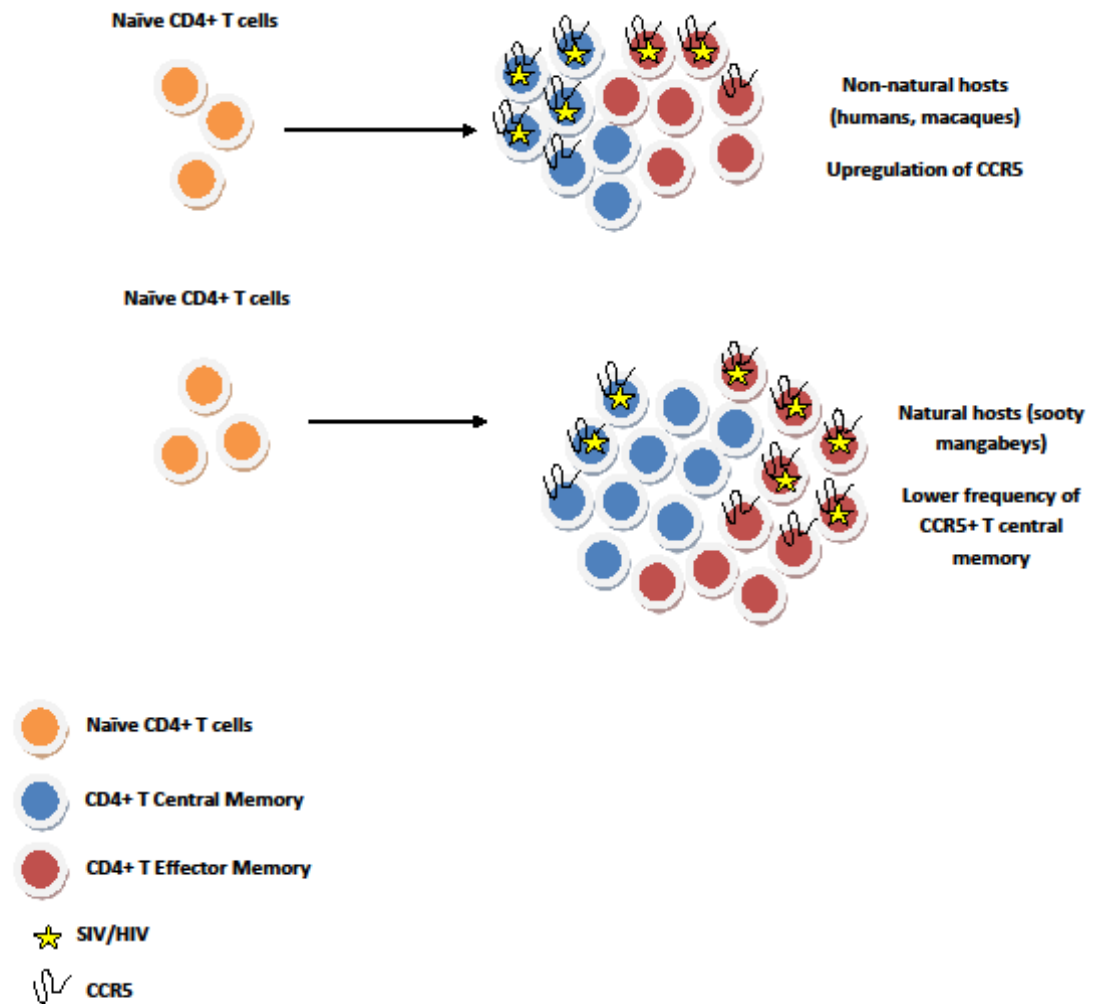 Naïve CD4+ T cells
Non-natural hosts
(humans, macaques)
Upregulation of CCR5
Naïve CD4+ T cells
Natural hosts (sooty
mangabeys)
Lower frequency of
CCR5+ T central
memory
Naïve CD4+ T cells
CD4+ T Central Memory
CD4+ T Effector Memory
SIV/HIV
CCR5